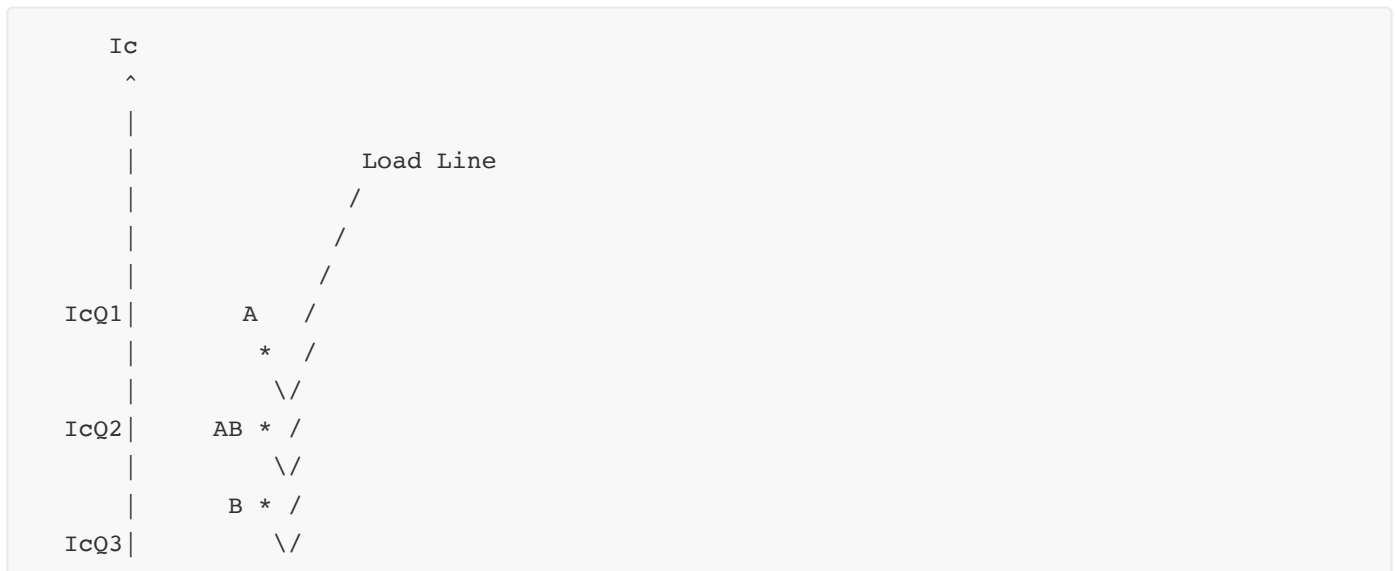 Ic
^
|
| Load Line
| /
| /
| /
IcQ1| A /
| * /
| \/
IcQ2| AB * /
| \/
| B * /
IcQ3| \/